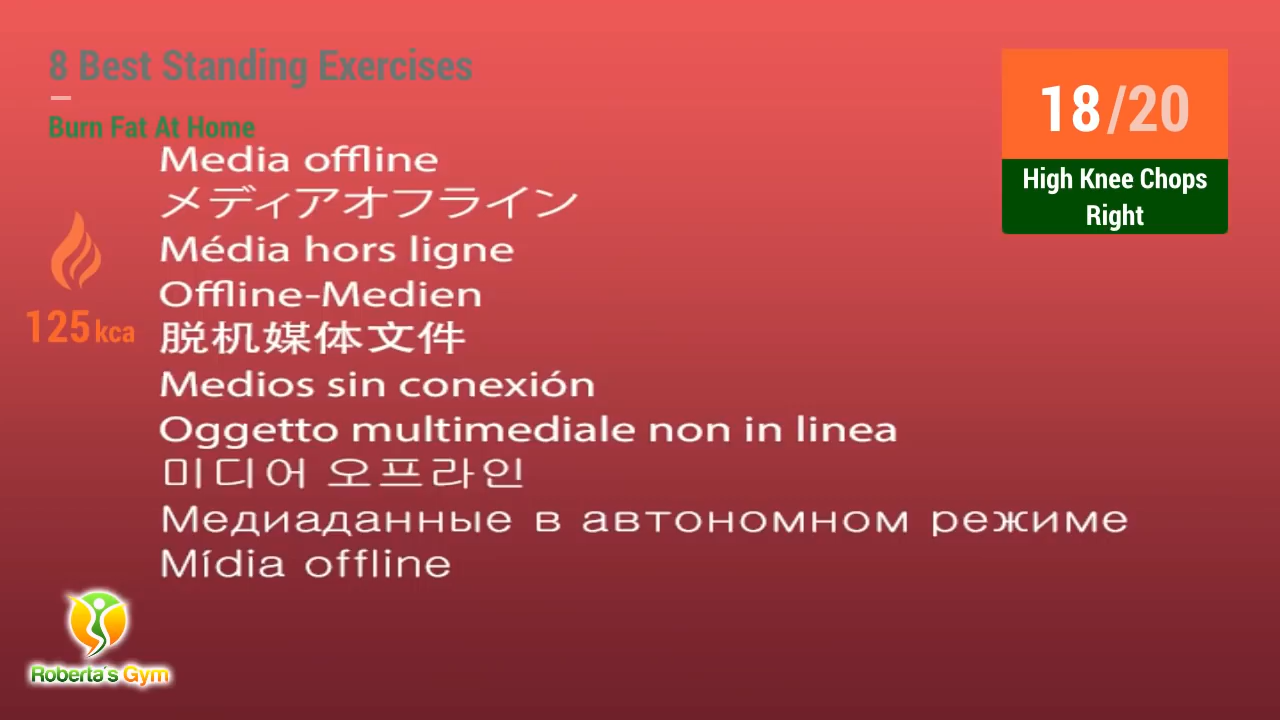 8 Best Standing Exercises
Burn Fat At Home
18/20
High Knee Chops
Right
125 kca
Media offline
メディアオフライン
Média hors ligne
Offline-Medien
脱机媒体文件
Medios sin conexión
Oggetto multimediale non in linea
미디어 오프라인
Медиаданные в автономном режиме
Mídia offline
Roberta's Gym